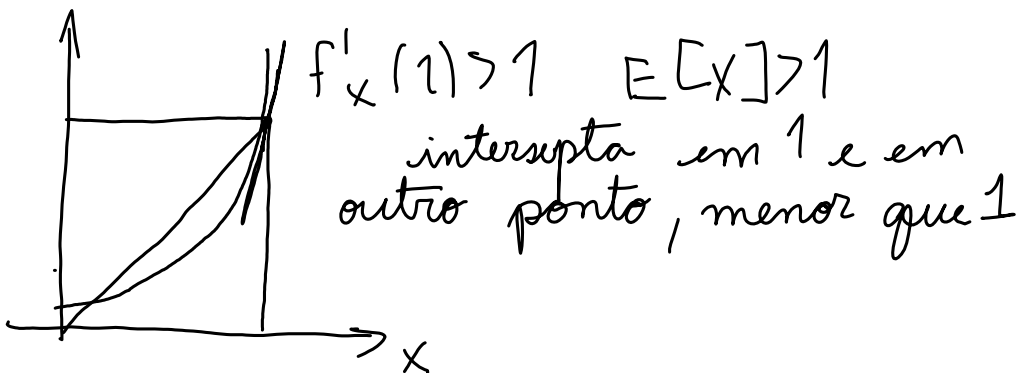 f'x(1)>1 E[X]>1
intersepta em 1 e em
outro ponto, menor que 1
x